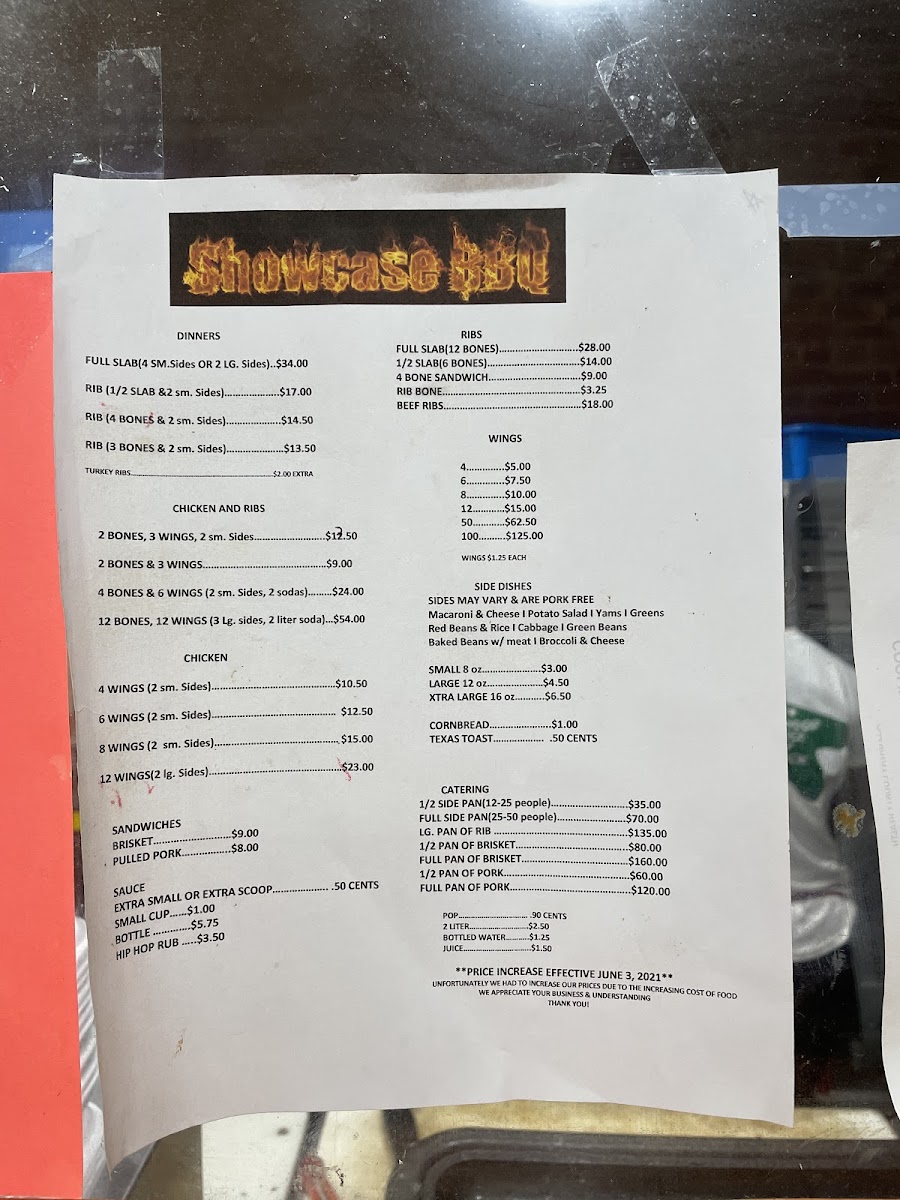 Showcase BBQ
DINNERS
FULL SLAB(4 SM.Sides OR 2 LG. Sides)..$34.00
RIB (1/2 SLAB &2 sm. Sides)....................$17.00
RIB (4 BONES & 2 sm. Sides)....................$14.50
RIB (3 BONES & 2 sm. Sides).....................$13.50
TURKEY RIBS......................................................$2.00 EXTRA
CHICKEN AND RIBS
2 BONES, 3 WINGS, 2 sm. Sides..........................$13.50
2 BONES & 3 WINGS.............................................$9.00
4 BONES & 6 WINGS (2 sm. Sides, 2 sodas).........$24.00
12 BONES, 12 WINGS (3 Lg. sides, 2 liter soda)...$54.00
CHICKEN
4 WINGS (2 sm. Sides).............................................$10.50
6 WINGS (2 sm. Sides)............................................. $12.50
8 WINGS (2 sm. Sides).............................................$15.00
12 WINGS(2 lg. Sides)................................................$23.00
SANDWICHES
BRISKET............................$9.00
PULLED PORK..................$8.00
SAUCE
EXTRA SMALL OR EXTRA SCOOP.................... .50 CENTS
SMALL CUP......$1.00
BOTTLE .............$5.75
HIP HOP RUB .....$3.50
RIBS
FULL SLAB(12 BONES).............................$28.00
1/2 SLAB(6 BONES).................................$14.00
4 BONE SANDWICH................................$9.00
RIB BONE..................................................$3.25
BEEF RIBS..................................................$18.00
WINGS
4..............$5.00
6..............$7.50
8..............$10.00
12............$15.00
50............$62.50
100..........$125.00
WINGS $1.25 EACH
SIDE DISHES
SIDES MAY VARY & ARE PORK FREE
Macaroni & Cheese I Potato Salad I Yams I Greens
Red Beans & Rice I Cabbage I Green Beans
Baked Beans w/ meat I Broccoli & Cheese
SMALL 8 oz......................$3.00
LARGE 12 oz....................$4.50
XTRA LARGE 16 oz...........$6.50
CORNBREAD.......................$1.00
TEXAS TOAST.................. .50 CENTS
CATERING
1/2 SIDE PAN(12-25 people)............................$35.00
FULL SIDE PAN(25-50 people).........................$70.00
LG. PAN OF RIB ................................................$135.00
1/2 PAN OF BRISKET.........................................$80.00
FULL PAN OF BRISKET.......................................$160.00
1/2 PAN OF PORK..............................................$60.00
FULL PAN OF PORK............................................$120.00
POP............................. .90 CENTS
2 LITER.........................$2.50
BOTTLED WATER..........$1.25
JUICE.............................$1.50
**PRICE INCREASE EFFECTIVE JUNE 3, 2021**
UNFORTUNATELY WE HAD TO INCREASE OUR PRICES DUE TO THE INCREASING COST OF FOOD
WE APPRECIATE YOUR BUSINESS & UNDERSTANDING
THANK YOU!